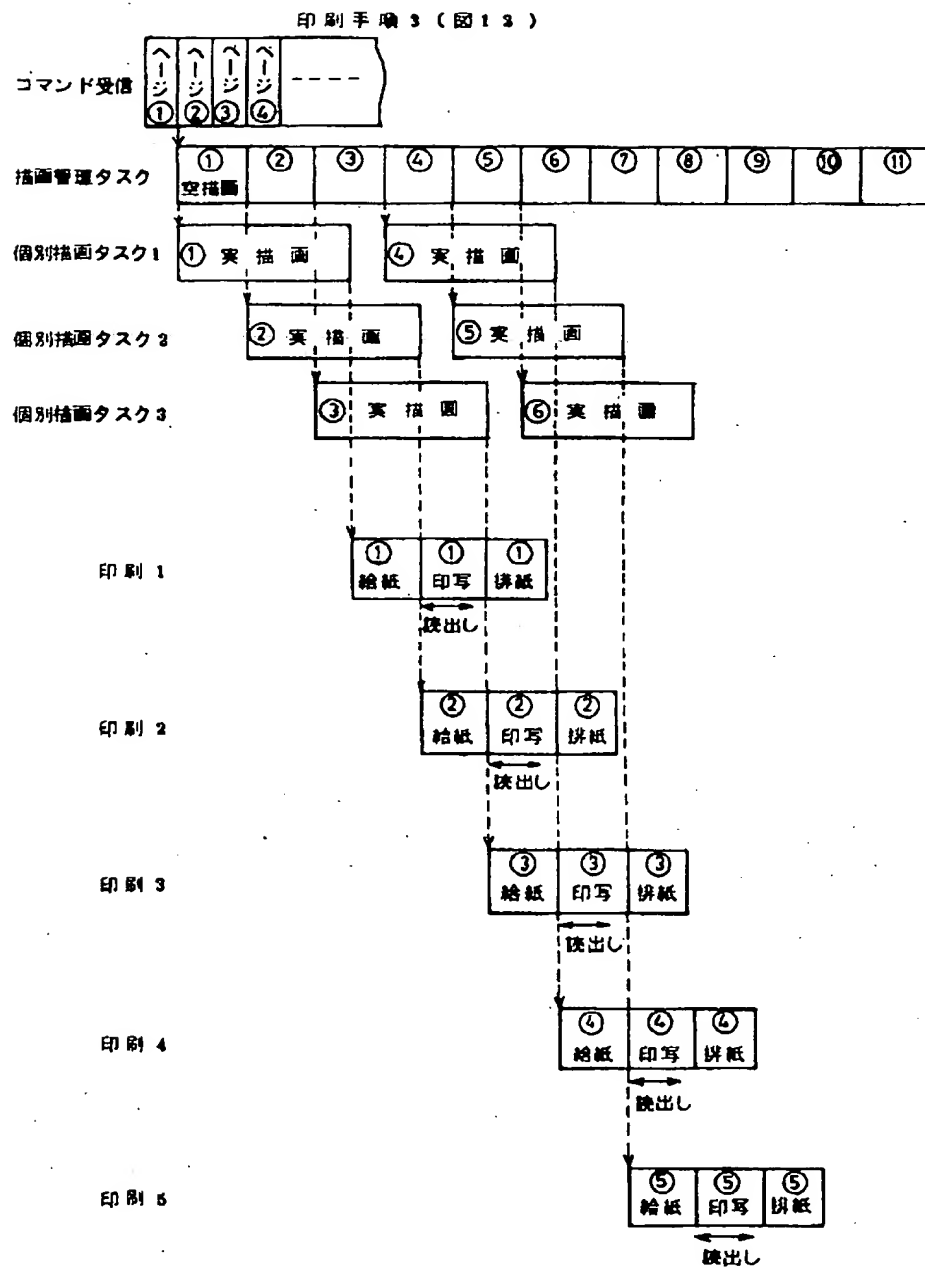 印刷手順3(図13)
コマンド受信
ページ① ページ② ページ③ ページ④
描画管理タスク
① ② ③ ④ ⑤ ⑥ ⑦ ⑧ ⑨ ⑩ ⑪
空描画
個別描画タスク1
①実描画 ④実描画
個別描画タスク2
②実描画 ⑤実描画
個別描画タスク3
③実描画 ⑥実描画
① ① ①
印刷1 給紙 印写 排紙
読出し
② ② ②
印刷2 給紙 印写 排紙
読出し
③ ③ ③
印刷3 給紙 印写 排紙
読出し
④ ④ ④
印刷4 給紙 印写 排紙
読出し
⑤ ⑤ ⑤
印刷5 給紙 印写 排紙
読出し